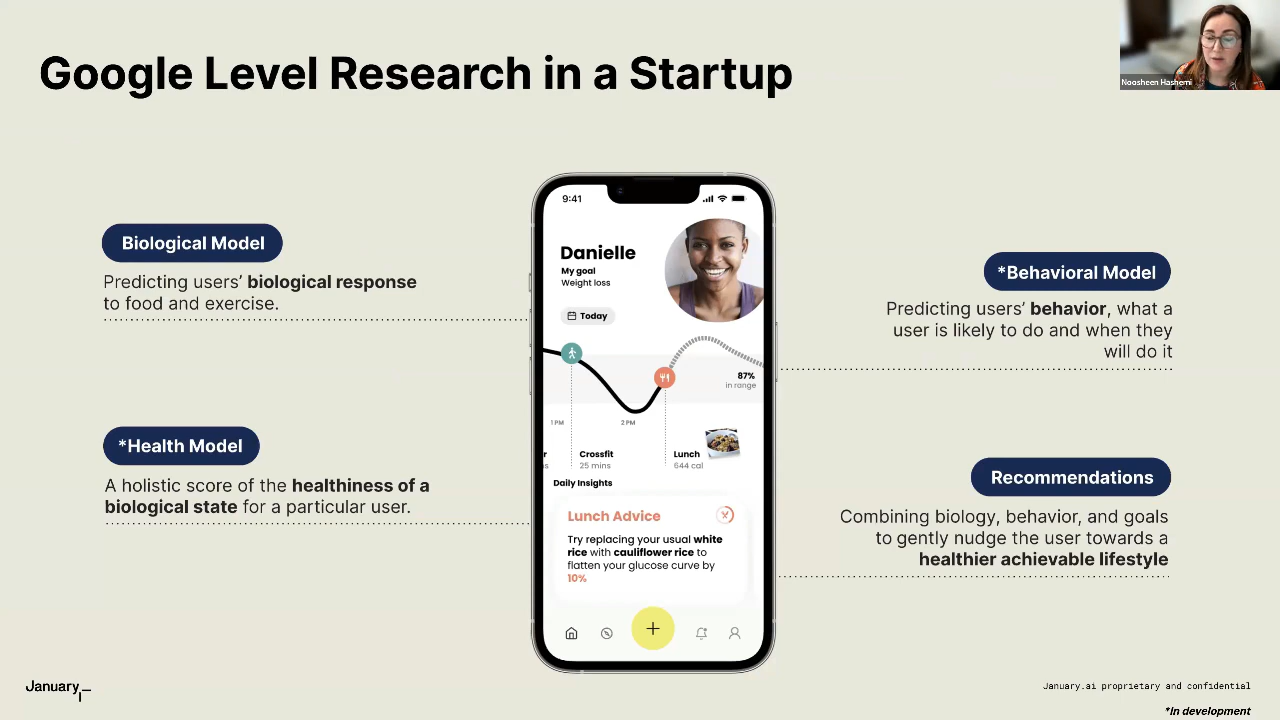 Google Level Research in a Startup
Noosheen Hashemi
Biological Model
Predicting users’ biological response
to food and exercise.
*Health Model
A holistic score of the healthiness of a
biological state for a particular user.
9:41
Danielle
My goal
Weight loss
Today
87%
in range
1 PM
2 PM
r
s
Crossfit
25 mins
Lunch
644 cal
Daily Insights
Lunch Advice
Try replacing your usual white
rice with cauliflower rice to
flatten your glucose curve by
10%
*Behavioral Model
Predicting users’ behavior, what a
user is likely to do and when they
will do it
Recommendations
Combining biology, behavior, and goals
to gently nudge the user towards a
healthier achievable lifestyle
January
January.ai proprietary and confidential
*In development